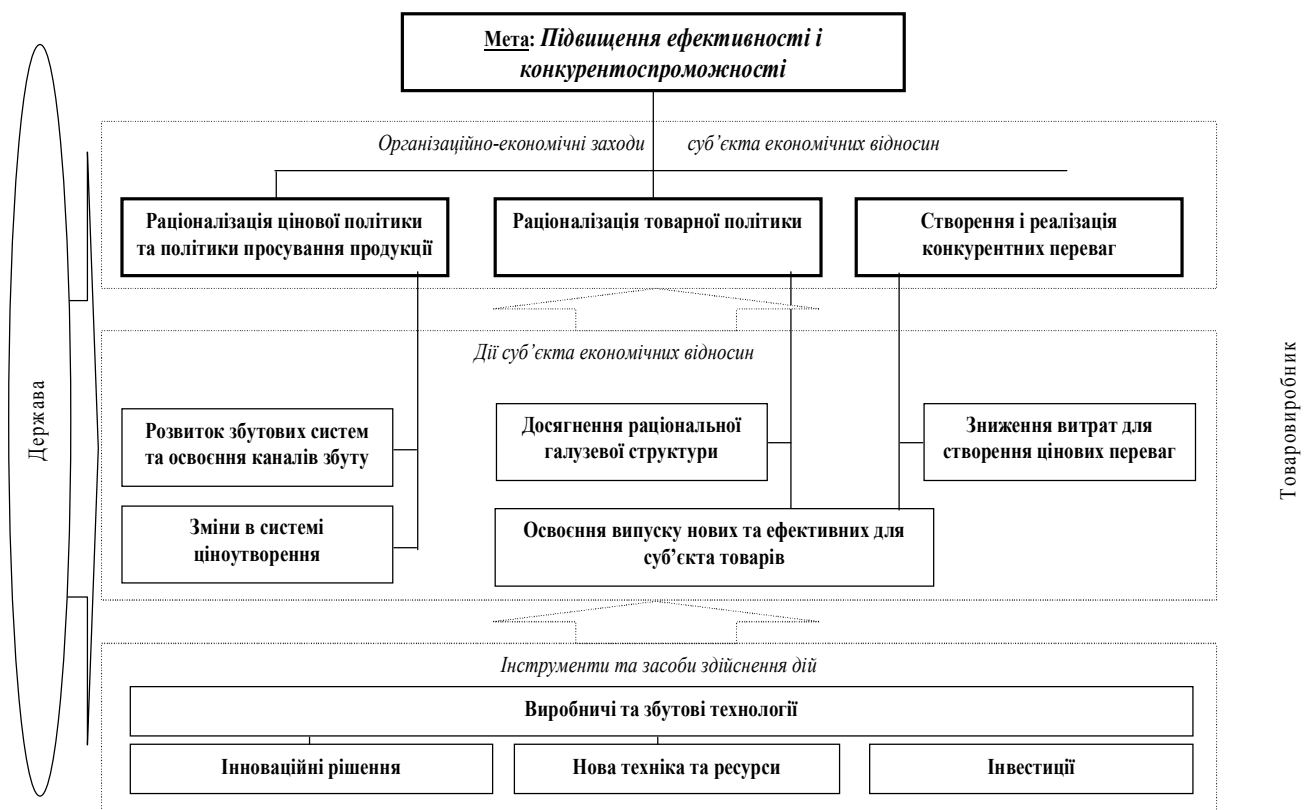 Мета: Підвищення ефективності і
конкурентоспроможності
Організаційно-економічні заходи суб’єкта економічних відносин
Раціоналізація цінової політики
та політики просування продукції
Раціоналізація товарної політики
Створення і реалізація
конкурентних переваг
Держава
Дії суб’єкта економічних відносин
Розвиток збутових систем
та освоєння каналів збуту
Досягнення раціональної
галузевої структури
Зниження витрат для
створення цінових переваг
Товаровиробник
Зміни в системі
ціноутворення
Освоєння випуску нових та ефективних для
суб’єкта товарів
Інструменти та засоби здійснення дій
Виробничі та збутові технології
Інноваційні рішення
Нова техніка та ресурси
Інвестиції